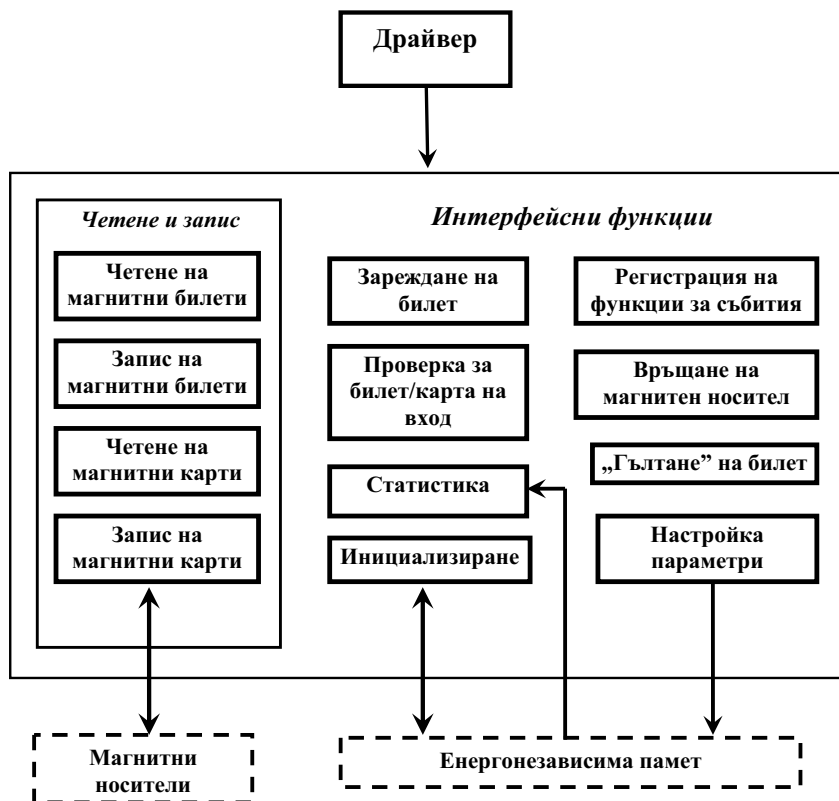 Драйвер
Четене и запис
Интерфейсни функции
Четене на
магнитни билети
Запис на
магнитни билети
Четене на
магнитни карти
Запис на
магнитни карти
Зареждане на
билет
Проверка за
билет/карта на
вход
Статистика
Инициализиране
Регистрация на
функции за събития
Връщане на
магнитен носител
„Гълтане” на билет
Настройка
параметри
Магнитни
носители
Енергонезависима памет